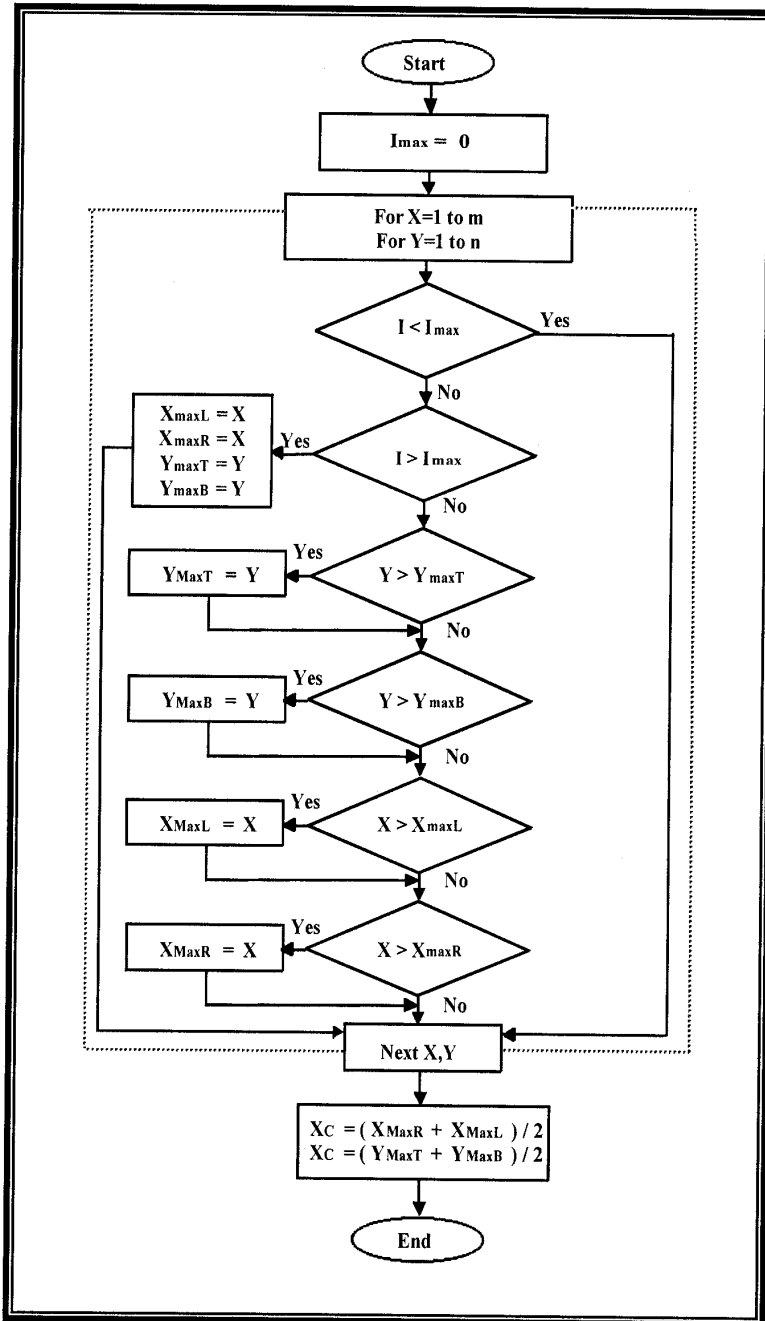 Start
Imax = 0
For X=1 to m
For Y=1 to n
I < Imax
Yes
No
XmaxL = X
XmaxR = X
YmaxT = Y
YmaxB = Y
Yes
I > Imax
No
YMaxT = Y
Yes
Y > YmaxT
No
YMaxB = Y
Yes
Y > YmaxB
No
XMaxL = X
Yes
X > XmaxL
No
XMaxR = X
Yes
X > XmaxR
No
Next X,Y
XC = ( XMaxR + XMaxL ) / 2
XC = ( YMaxT + YMaxB ) / 2
End